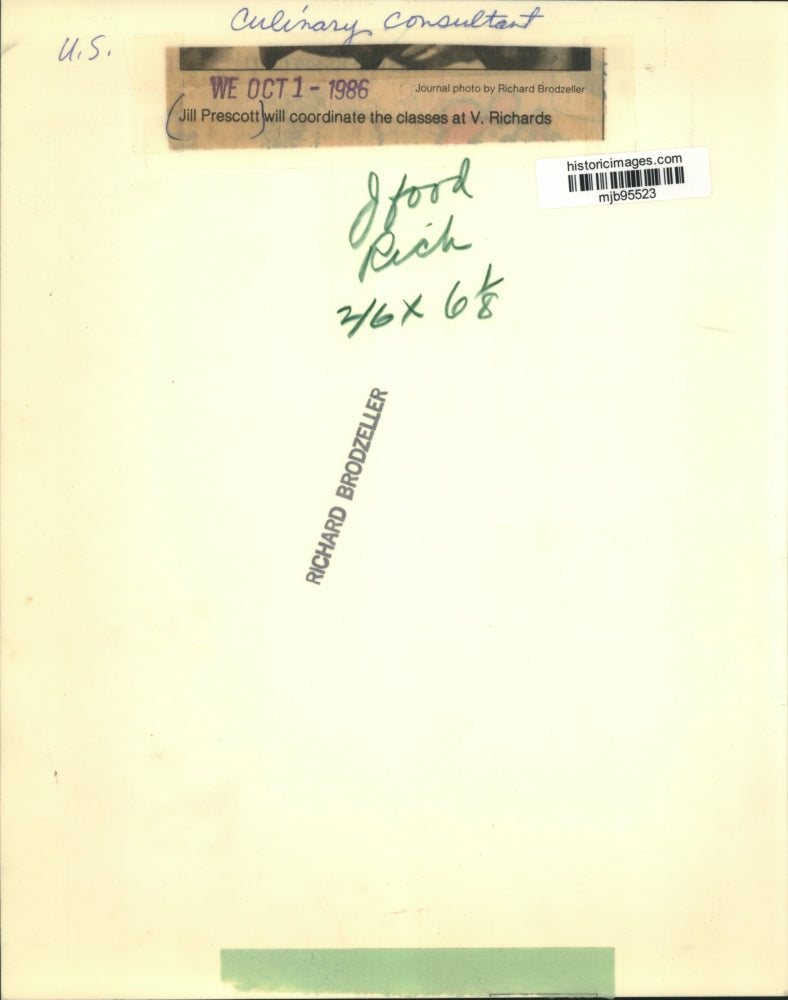 Culinary Consultant
U.S.
WE OCT 1 - 1986
Journal photo by Richard Brodzeller
(Jill Prescott) will coordinate the classes at V. Richards
historicimages.com
mjb95523
J food
Rich
2/6 x 6 1/8
RICHARD BRODZELLER